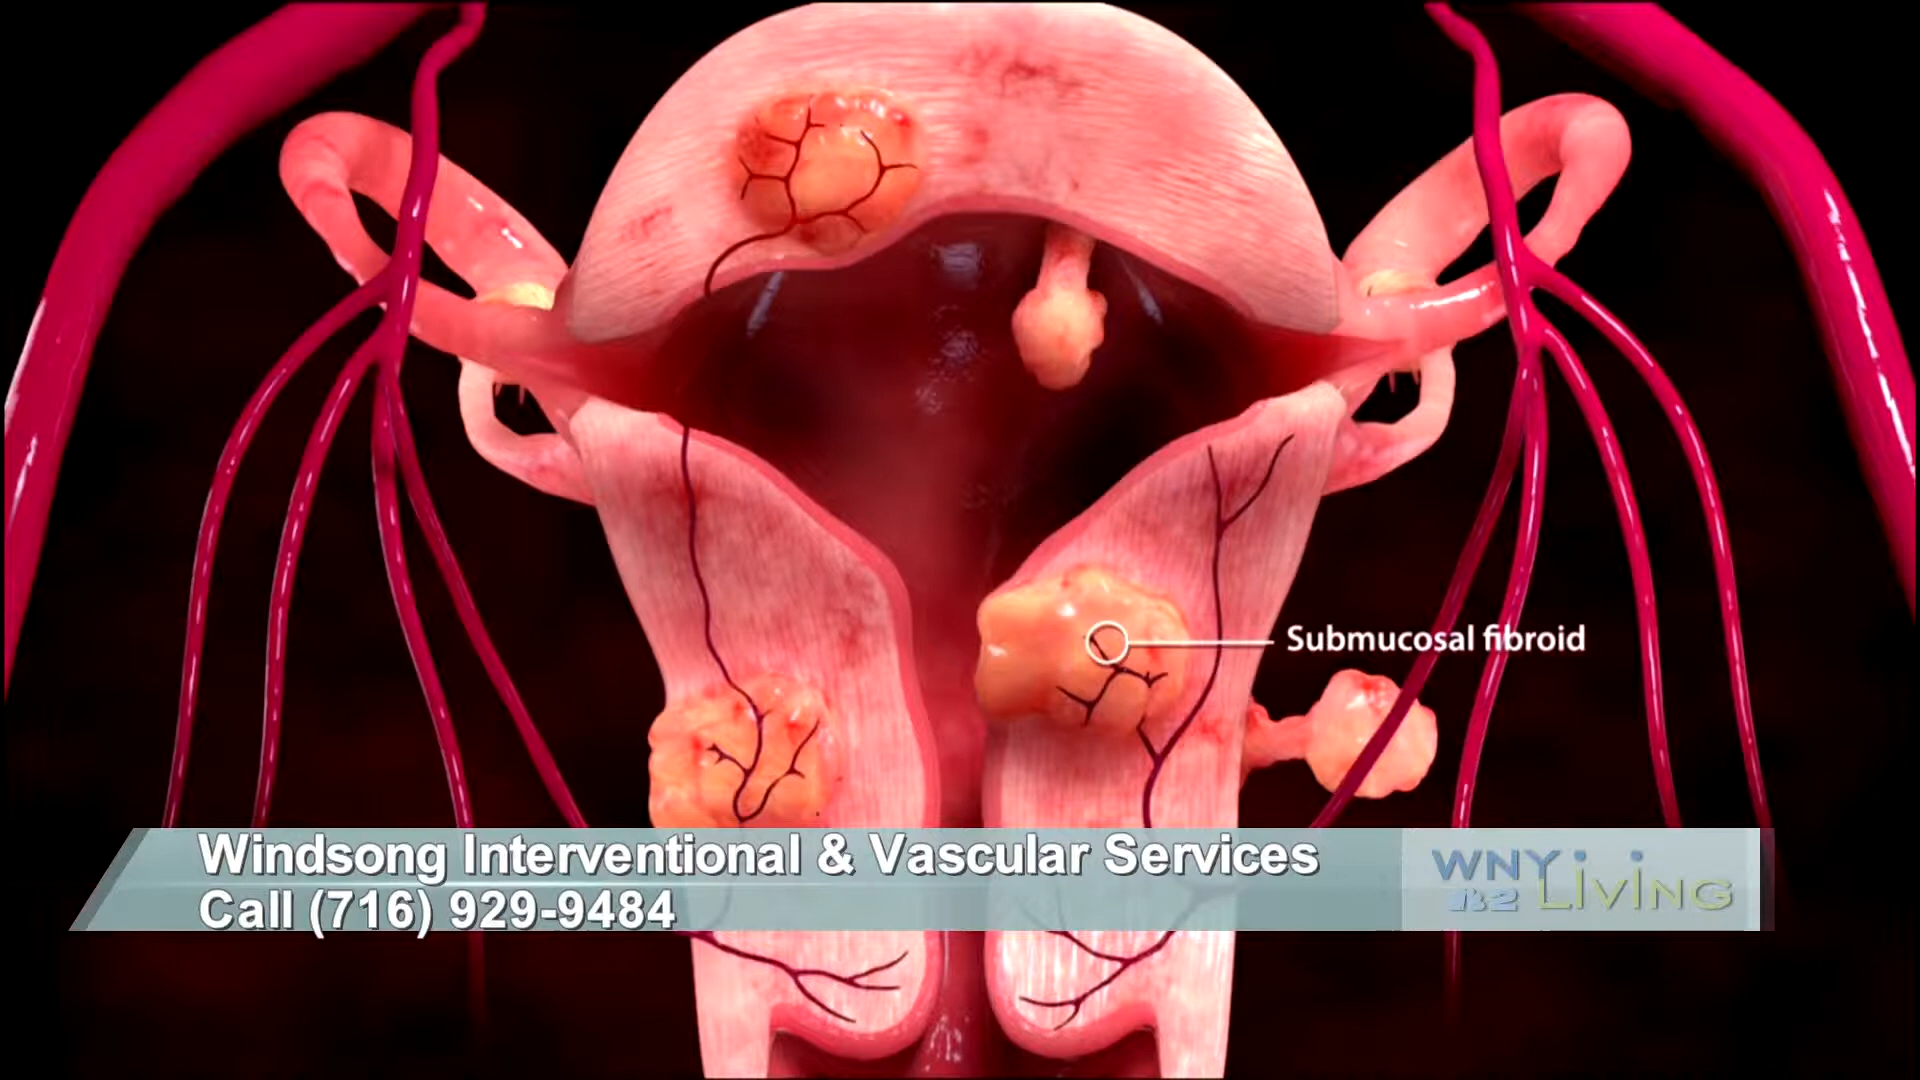 Submucosal fibroid
Windsong Interventional & Vascular Services
Call (716) 929-9484
WNY
Living